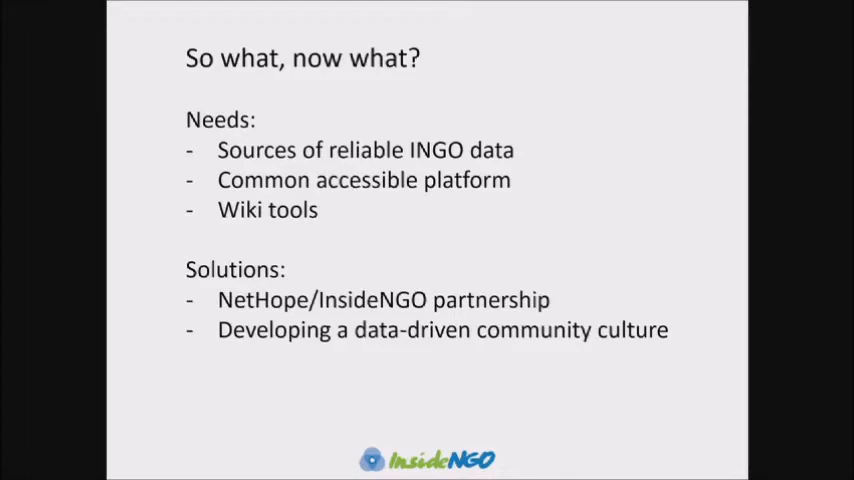 So what, now what?
Needs:
- Sources of reliable INGO data
- Common accessible platform
- Wiki tools
Solutions:
- NetHope/InsideNGO partnership
- Developing a data-driven community culture
InsideNGO